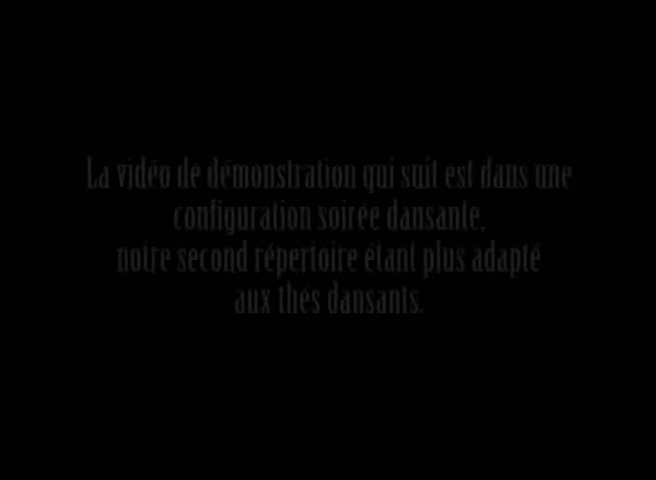 La vidéo de démonstration qui suit est dans une
configuration soirée dansante,
notre second répertoire étant plus adapté
aux thés dansants.